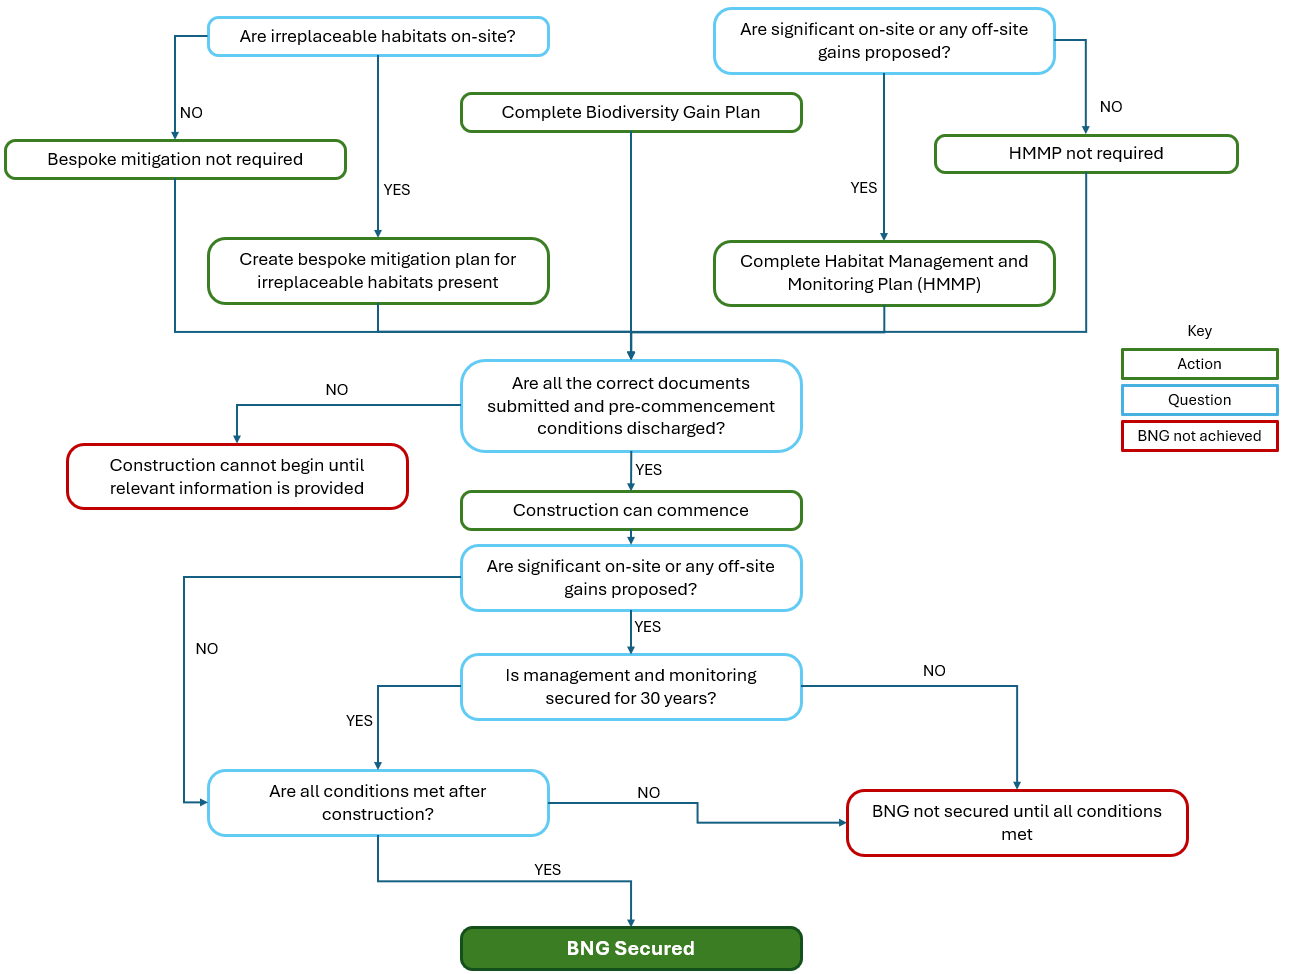 Are irreplaceable habitats on-site?
Are significant on-site or any off-site
gains proposed?
NO
NO
Complete Biodiversity Gain Plan
Bespoke mitigation not required
HMMP not required
YES
YES
Create bespoke mitigation plan for
irreplaceable habitats present
Complete Habitat Management and
Monitoring Plan (HMMP)
Key
Action
Question
BNG not achieved
Are all the correct documents
submitted and pre-commencement
conditions discharged?
NO
Construction cannot begin until
relevant information is provided
YES
Construction can commence
Are significant on-site or any off-site
gains proposed?
NO
YES
Is management and monitoring
secured for 30 years?
NO
YES
Are all conditions met after
construction?
NO
BNG not secured until all conditions
met
YES
BNG Secured